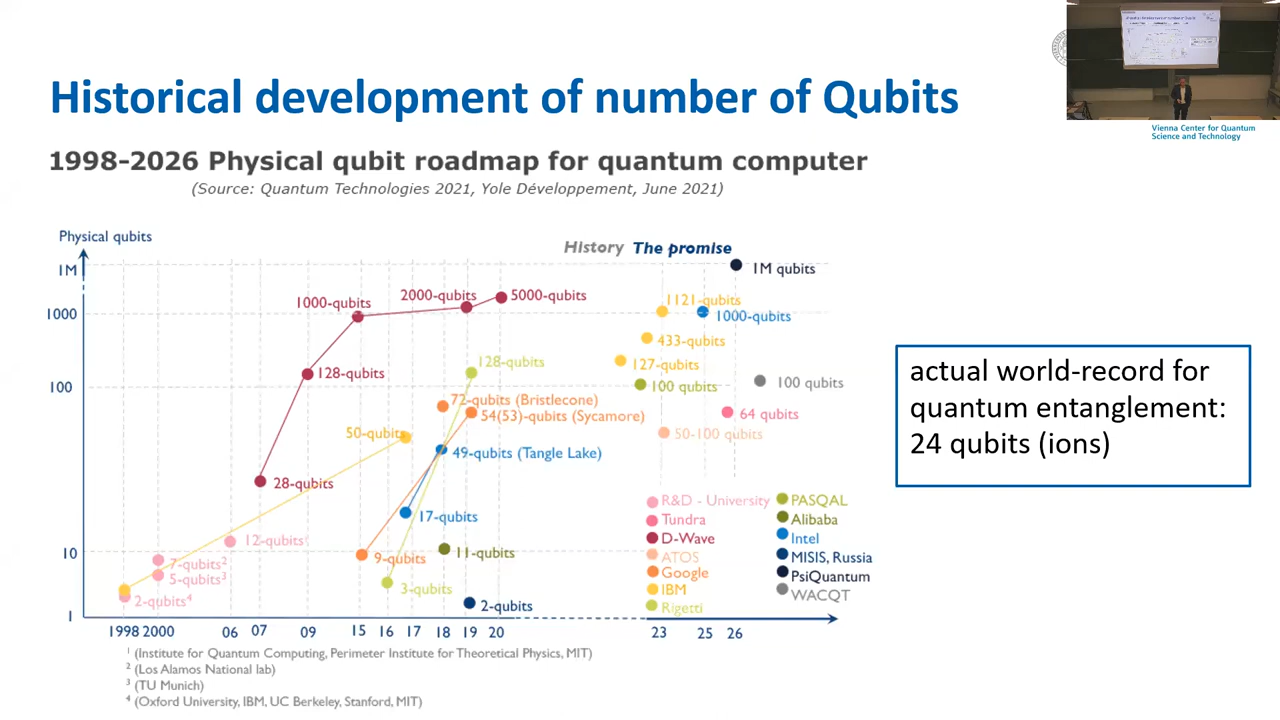 Historical development of number of Qubits
Vienna Center for Quantum
Science and Technology
1998-2026 Physical qubit roadmap for quantum computer
(Source: Quantum Technologies 2021, Yole Développement, June 2021)
Physical qubits
History The promise
1M
1M qubits
1000-qubits
2000-qubits
5000-qubits
1121-qubits
1000
1000-qubits
433-qubits
128-qubits
127-qubits
128-qubits
100
100 qubits
100 qubits
72-qubits (Bristlecone)
54(53)-qubits (Sycamore)
64 qubits
50-qubits
50-100 qubits
49-qubits (Tangle Lake)
28-qubits
17-qubits
12-qubits
10
9-qubits
11-qubits
7-qubits²
5-qubits³
3-qubits
2-qubits⁴
2-qubits
1
1998 2000 06 07 09 15 16 17 18 19 20 23 25 26
R&D - University
Tundra
D-Wave
ATOS
Google
IBM
Rigetti
PASQAL
Alibaba
Intel
MISIS, Russia
PsiQuantum
WACQT
¹ (Institute for Quantum Computing, Perimeter Institute for Theoretical Physics, MIT)
² (Los Alamos National lab)
³ (TU Munich)
⁴ (Oxford University, IBM, UC Berkeley, Stanford, MIT)
actual world-record for
quantum entanglement:
24 qubits (ions)